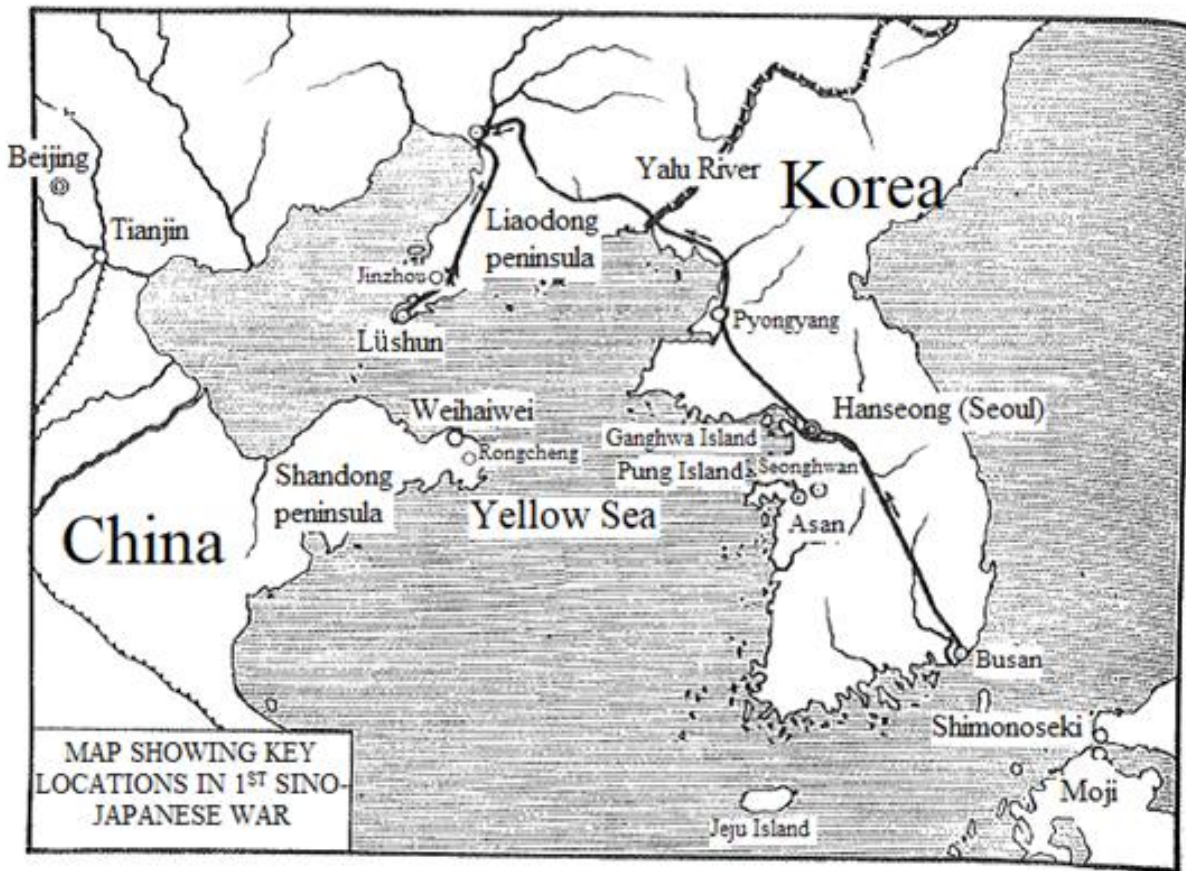 Beijing
Tianjin
Yalu River
Korea
Liaodong
peninsula
Jinzhou
Lüshun
Pyongyang
Weihaiwei
Rongcheng
Hanseong (Seoul)
Ganghwa Island
Pung Island
Seonghwan
Asan
Shandong
peninsula
China
Yellow Sea
Busan
Shimonoseki
Moji
Jeju Island
MAP SHOWING KEY
LOCATIONS IN 1ST SINO-
JAPANESE WAR